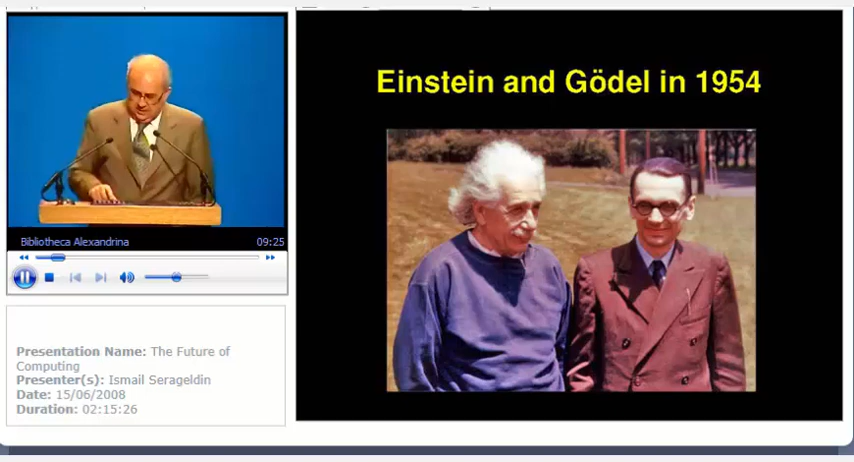 Einstein and Gödel in 1954
Bibliotheca Alexandrina 09:25
Presentation Name: The Future of
Computing
Presenter(s): Ismail Serageldin
Date: 15/06/2008
Duration: 02:15:26